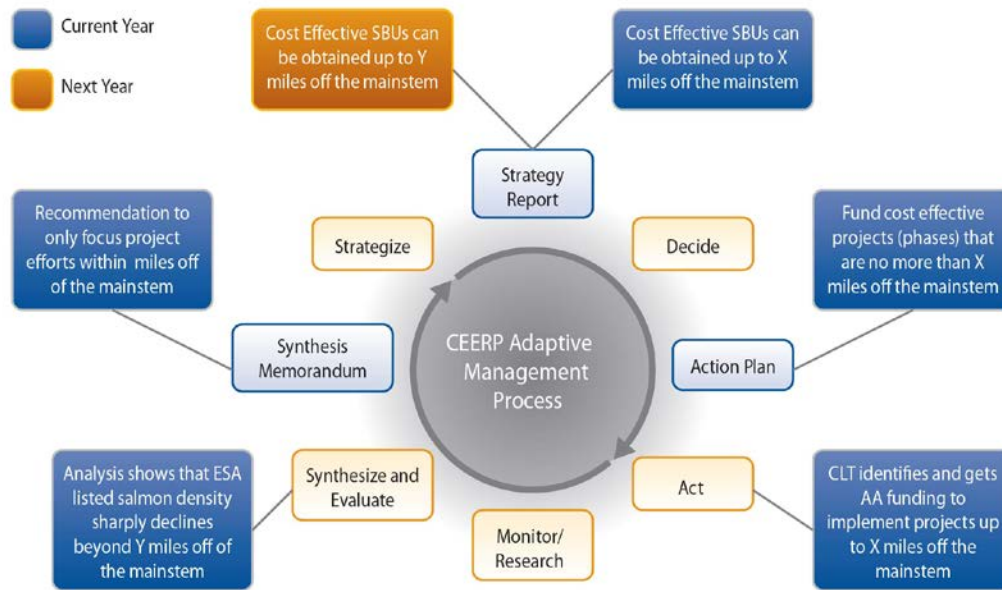 Current Year
Next Year
Cost Effective SBUs can
be obtained up to Y
miles off the mainstem
Cost Effective SBUs can
be obtained up to X
miles off the mainstem
Strategy
Report
Recommendation to
only focus project
efforts within  miles off
of the mainstem
Strategize
Decide
Fund cost effective
projects (phases) that
are no more than X
miles off the mainstem
Synthesis
Memorandum
CEERP Adaptive
Management
Process
Action Plan
Analysis shows that ESA
listed salmon density
sharply declines
beyond Y miles off of
the mainstem
Synthesize and
Evaluate
Monitor/
Research
Act
CLT identifies and gets
AA funding to
implement projects up
to X miles off the
mainstem